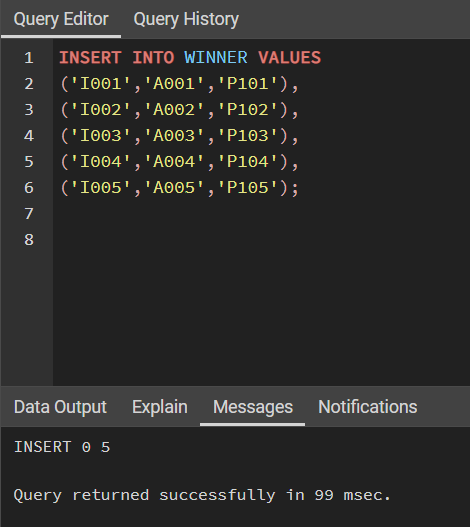 Query Editor Query History
1 INSERT INTO WINNER VALUES
2 ('I001','A001','P101'),
3 ('I002','A002','P102'),
4 ('I003','A003','P103'),
5 ('I004','A004','P104'),
6 ('I005','A005','P105');
7
8
Data Output Explain Messages Notifications
INSERT 0 5
Query returned successfully in 99 msec.